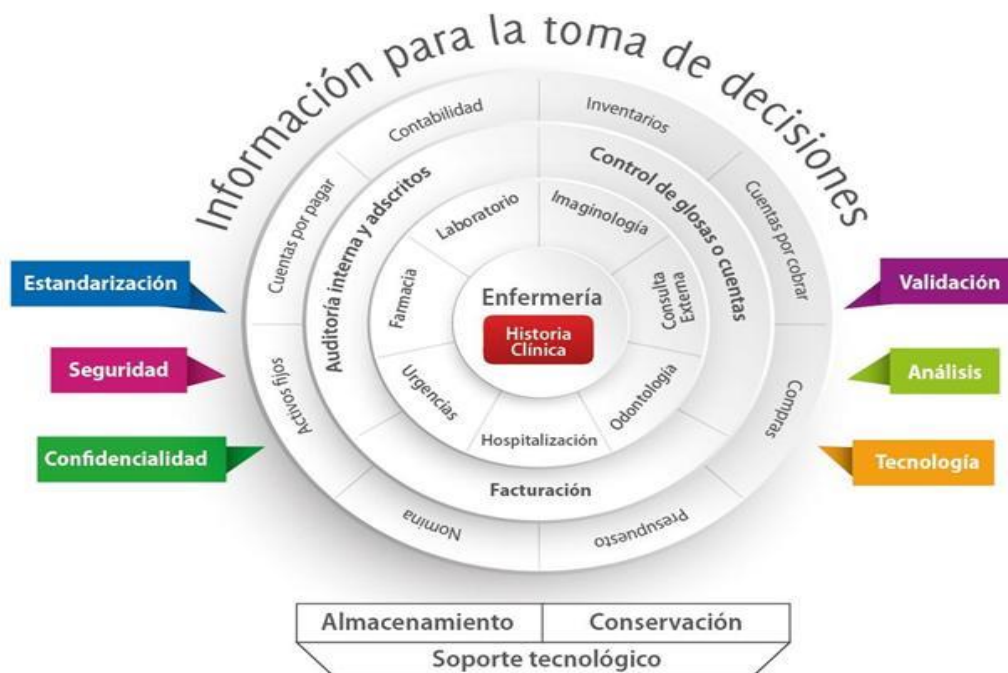 Información para la toma de decisiones
Contabilidad
Inventarios
Cuentas por pagar
Cuentas por cobrar
Activos fijos
Compras
Nomina
Presupuesto
Auditoría interna y adscritos
Control de glosas o cuentas
Facturación
Laboratorio
Imaginología
Farmacia
Consulta
Externa
Urgencias
Odontología
Hospitalización
Enfermería
Historia
Clínica
Estandarización
Seguridad
Confidencialidad
Validación
Análisis
Tecnología
Almacenamiento
Conservación
Soporte tecnológico